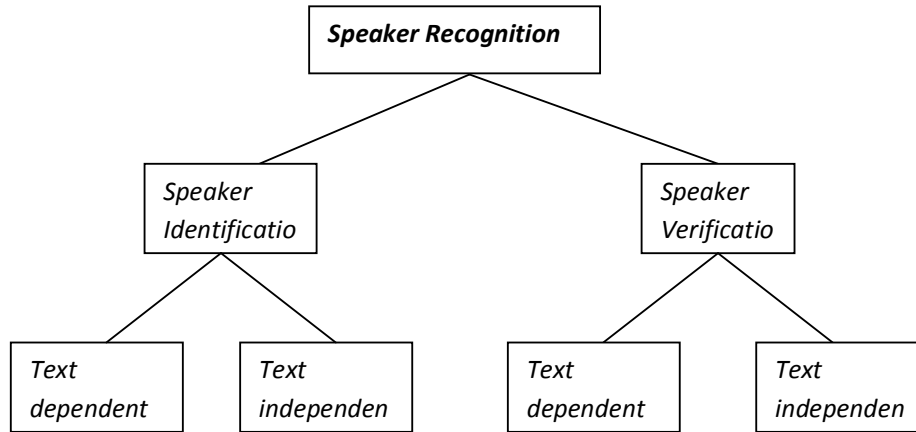 Speaker Recognition
Speaker
Identificatio
Speaker
Verificatio
Text
dependent
Text
independen
Text
dependent
Text
independen